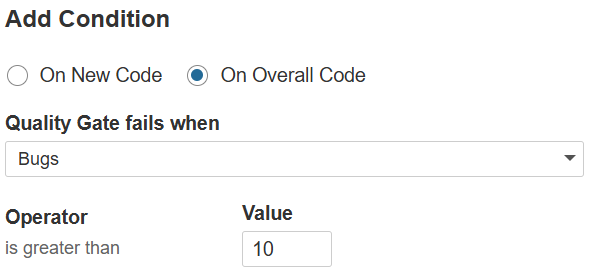 Add Condition
On New Code On Overall Code
Quality Gate fails when
Bugs
Operator Value
is greater than 10